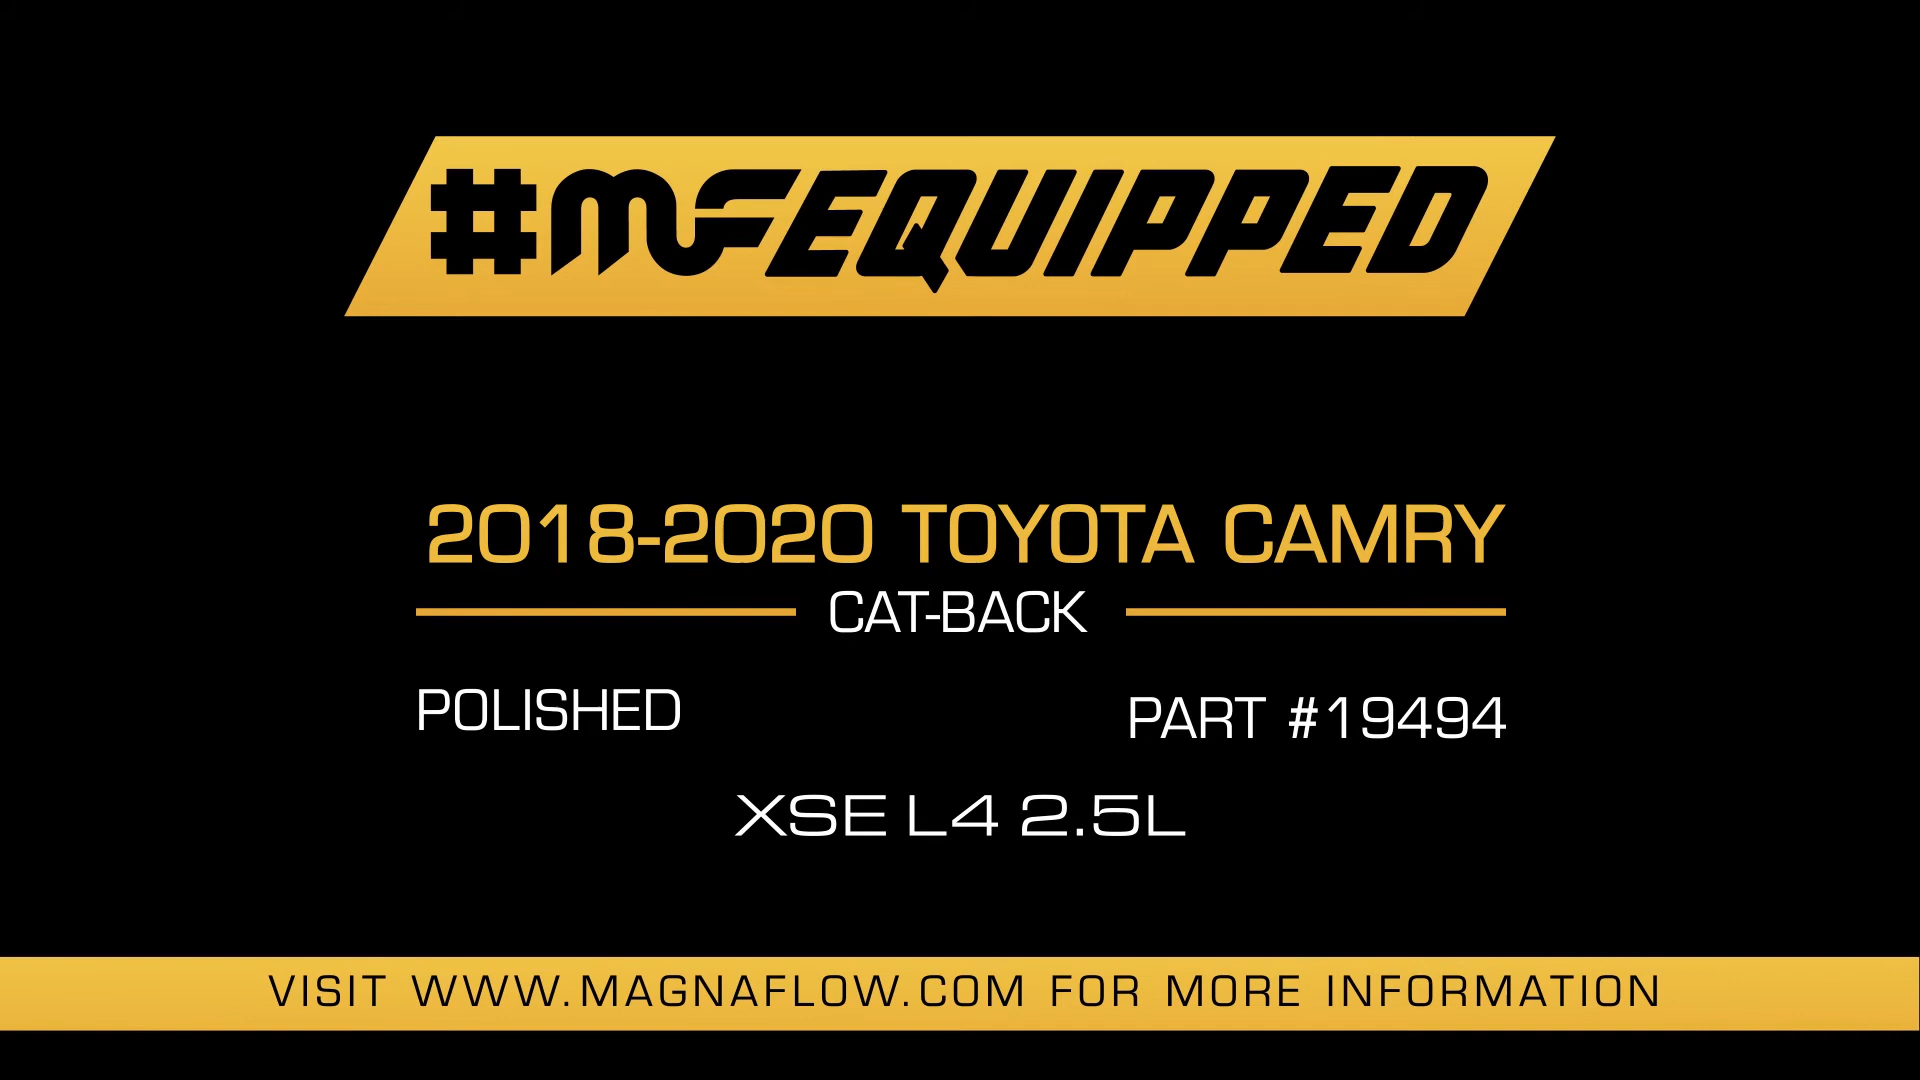 #MFEQUIPPED
2018-2020 TOYOTA CAMRY
CAT-BACK
POLISHED
PART #19494
XSE L4 2.5L
VISIT WWW.MAGNAFLOW.COM FOR MORE INFORMATION